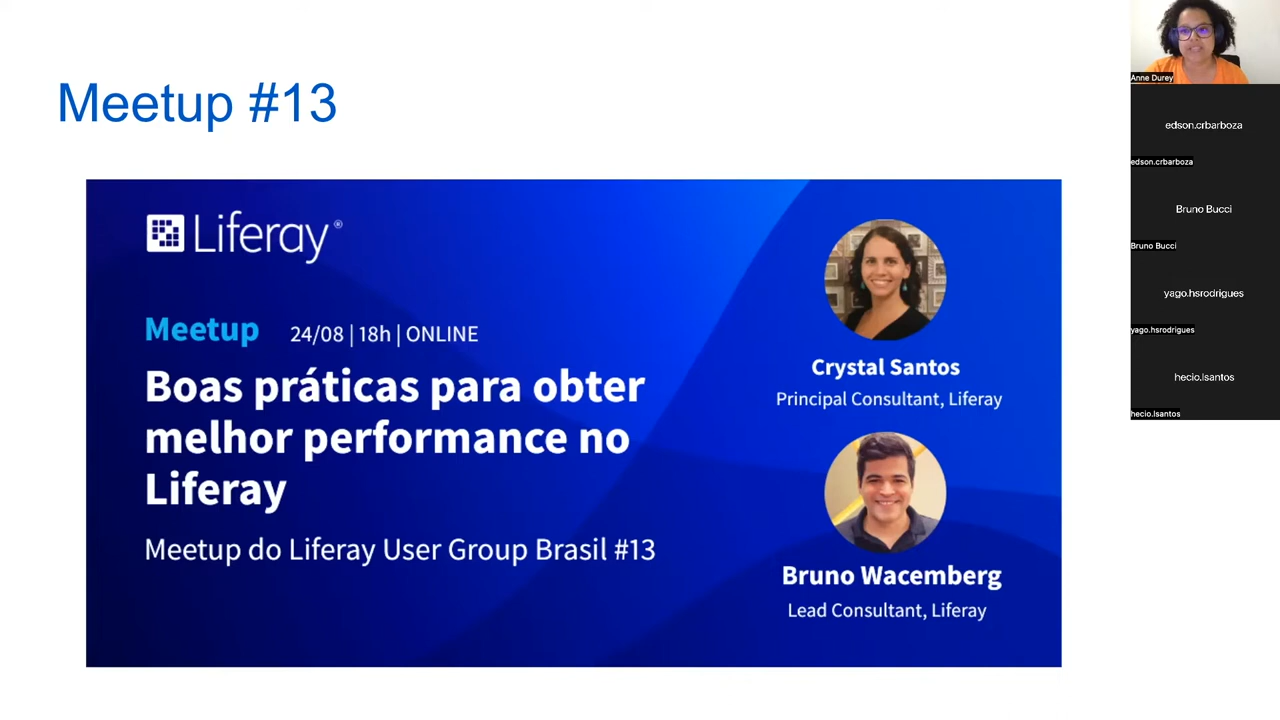 Meetup #13
Liferay®
Meetup 24/08 | 18h | ONLINE
Boas práticas para obter
melhor performance no
Liferay
Meetup do Liferay User Group Brasil #13
Crystal Santos
Principal Consultant, Liferay
Bruno Wacemberg
Lead Consultant, Liferay
Anne Durey
edson.crbarboza
edson.crbarboza
Bruno Bucci
Bruno Bucci
yago.hsrodrigues
yago.hsrodrigues
hecio.lsantos
hecio.lsantos